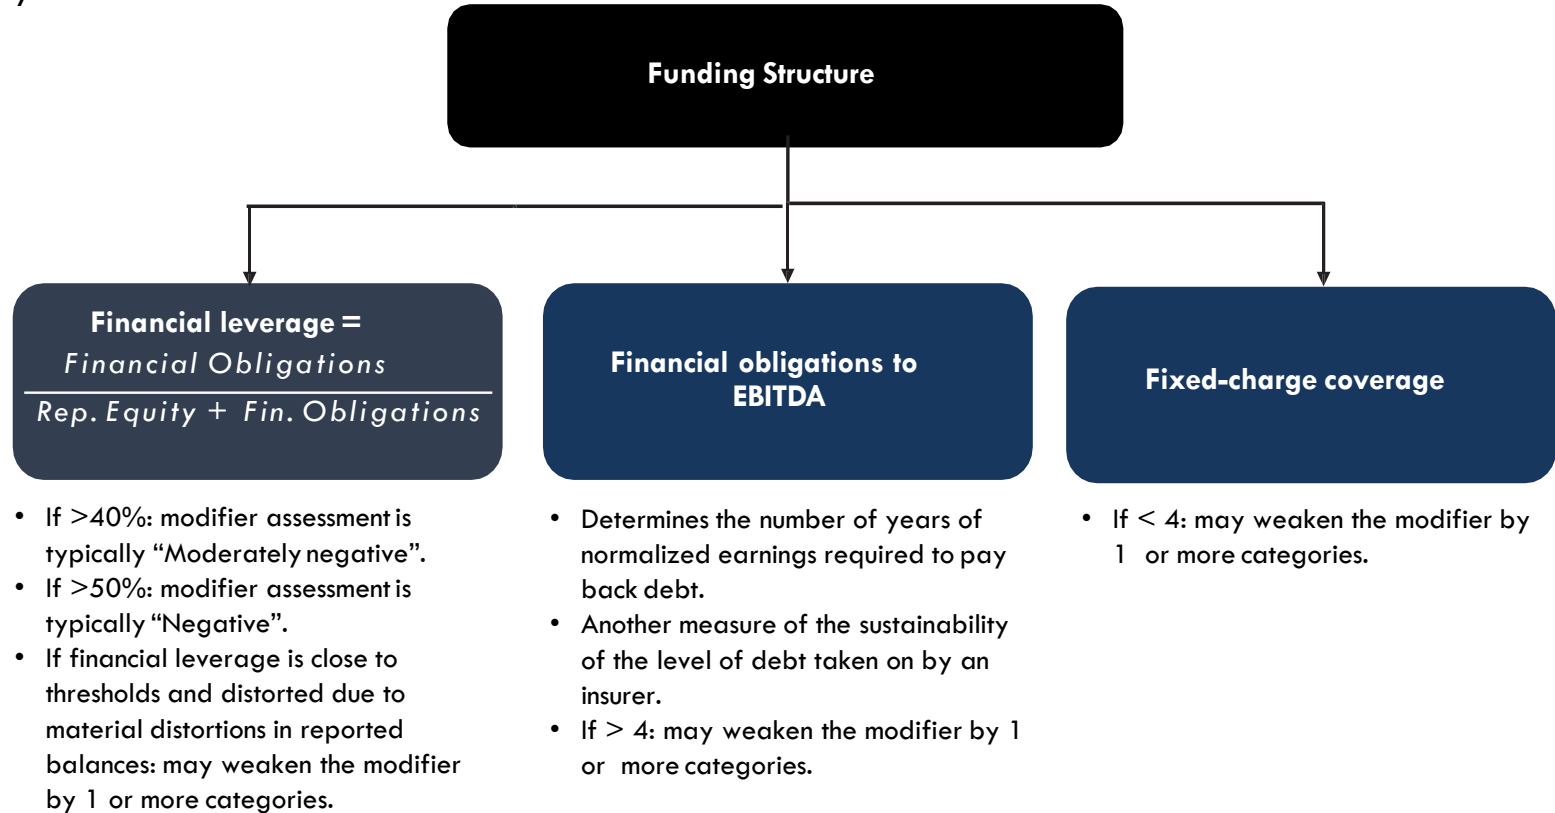 Funding Structure
Financial leverage =
Financial Obligations
Rep. Equity + Fin. Obligations
Financial obligations to
EBITDA
Fixed-charge coverage
• If >40%: modifier assessment is
typically “Moderately negative”.
• If >50%: modifier assessment is
typically “Negative”.
• If financial leverage is close to
thresholds and distorted due to
material distortions in reported
balances: may weaken the modifier
by 1 or more categories.
• Determines the number of years of
normalized earnings required to pay
back debt.
• Another measure of the sustainability
of the level of debt taken on by an
insurer.
• If > 4: may weaken the modifier by 1
or more categories.
• If < 4: may weaken the modifier by
1 or more categories.